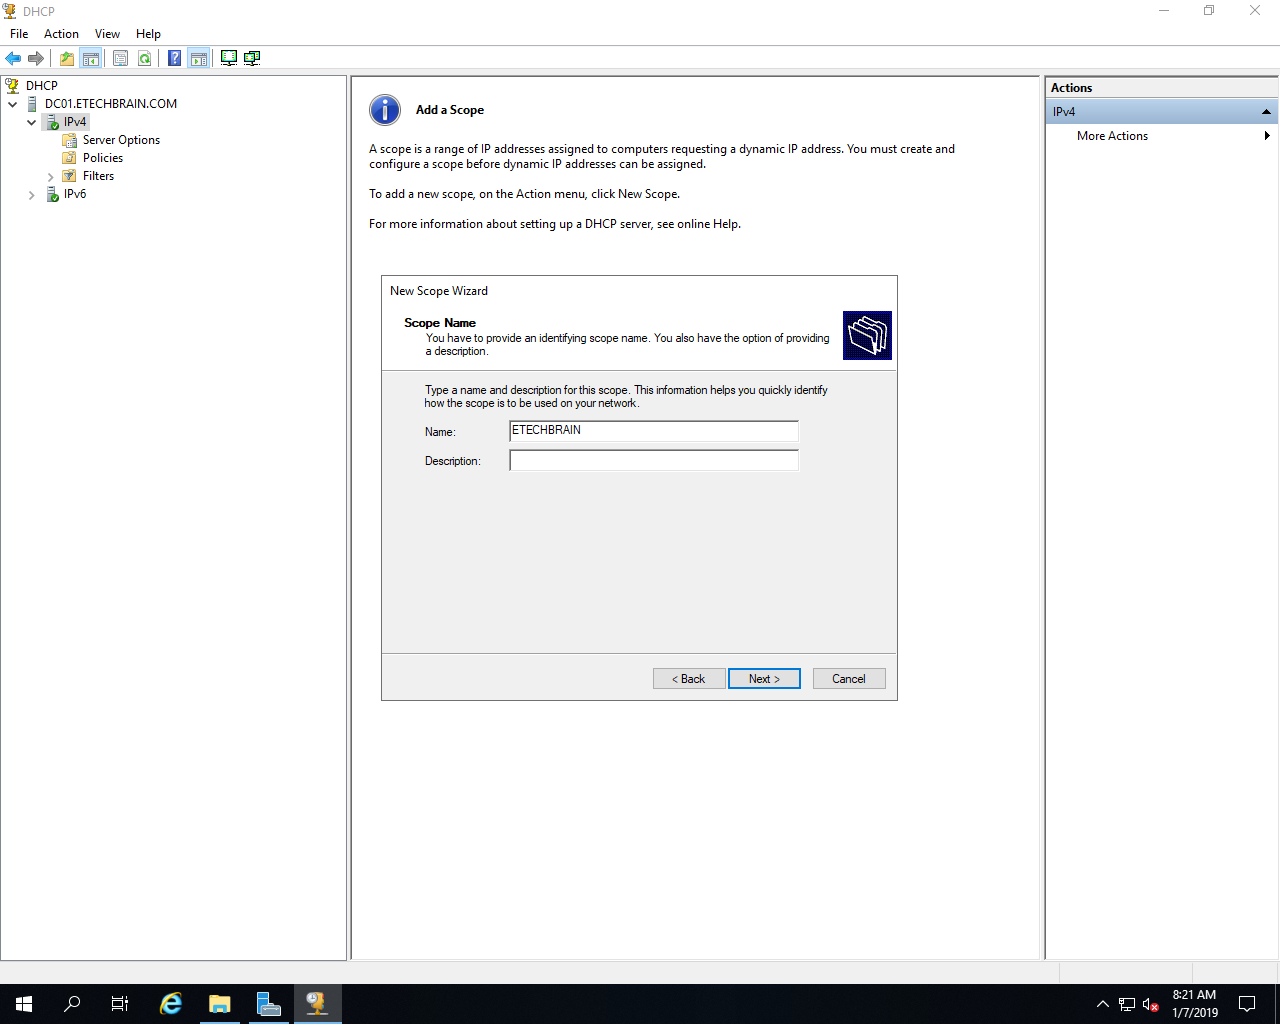 DHCP
File Action View Help
DHCP
DC01.ETECHBRAIN.COM
IPv4
Server Options
Policies
Filters
IPv6
Add a Scope
A scope is a range of IP addresses assigned to computers requesting a dynamic IP address. You must create and
configure a scope before dynamic IP addresses can be assigned.
To add a new scope, on the Action menu, click New Scope.
For more information about setting up a DHCP server, see online Help.
New Scope Wizard
Scope Name
You have to provide an identifying scope name. You also have the option of providing
a description.
Type a name and description for this scope. This information helps you quickly identify
how the scope is to be used on your network.
Name: ETECHBRAIN
Description:
< Back Next > Cancel
Actions
IPv4
More Actions
8:21 AM
1/7/2019